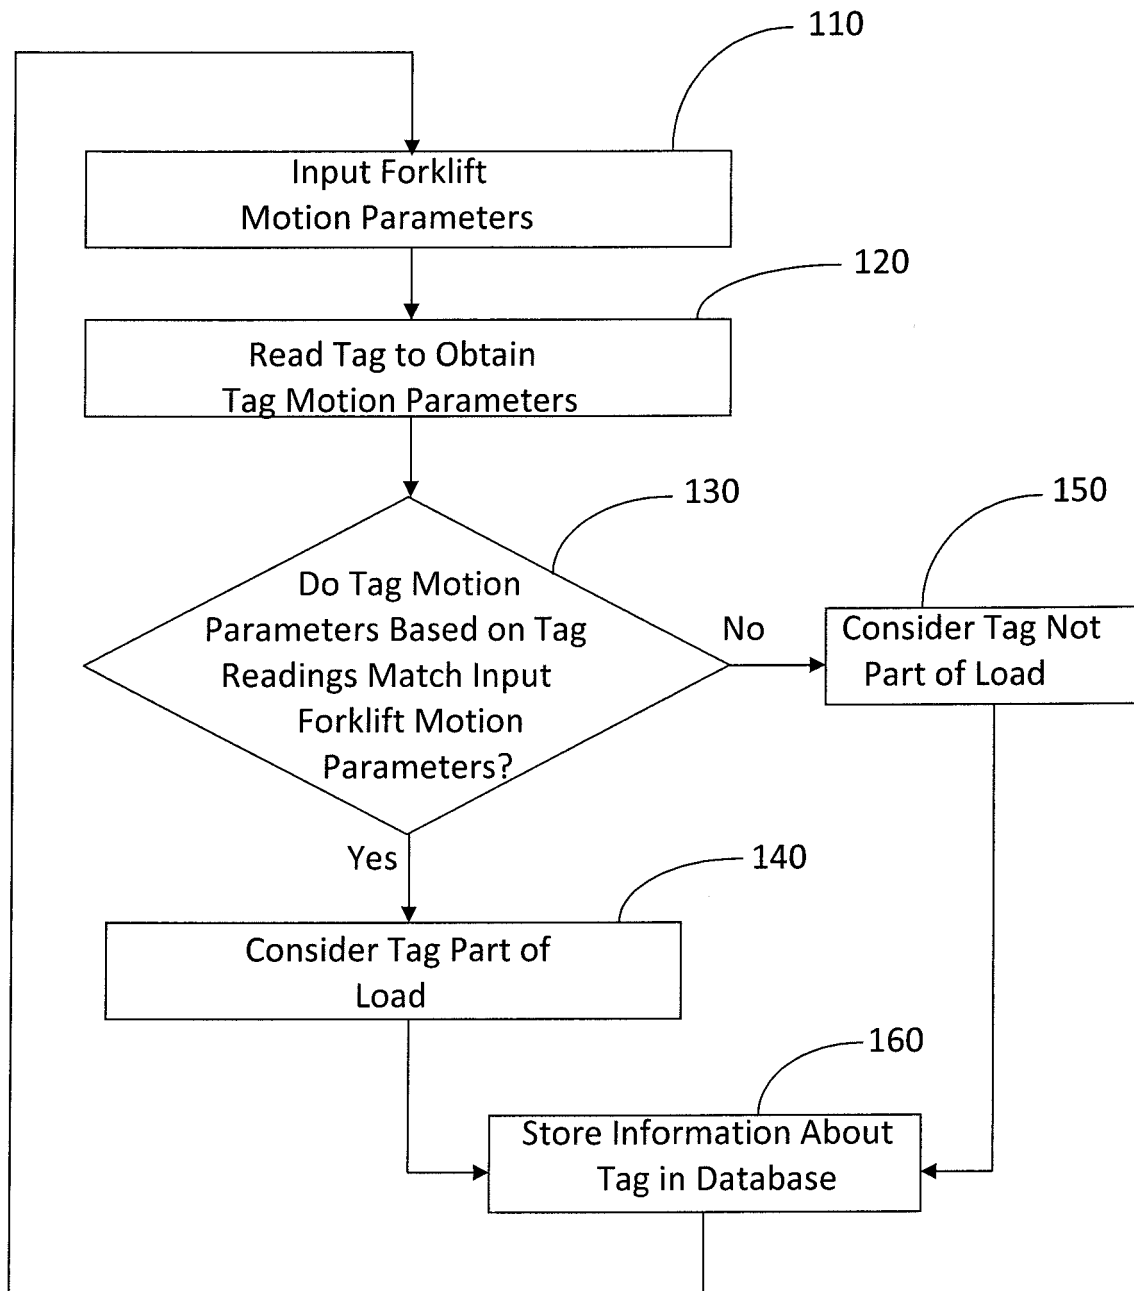 110
Input Forklift
Motion Parameters
120
Read Tag to Obtain
Tag Motion Parameters
130
150
Do Tag Motion
Parameters Based on Tag
Readings Match Input
Forklift Motion
Parameters?
No
Consider Tag Not
Part of Load
Yes
140
Consider Tag Part of
Load
160
Store Information About
Tag in Database